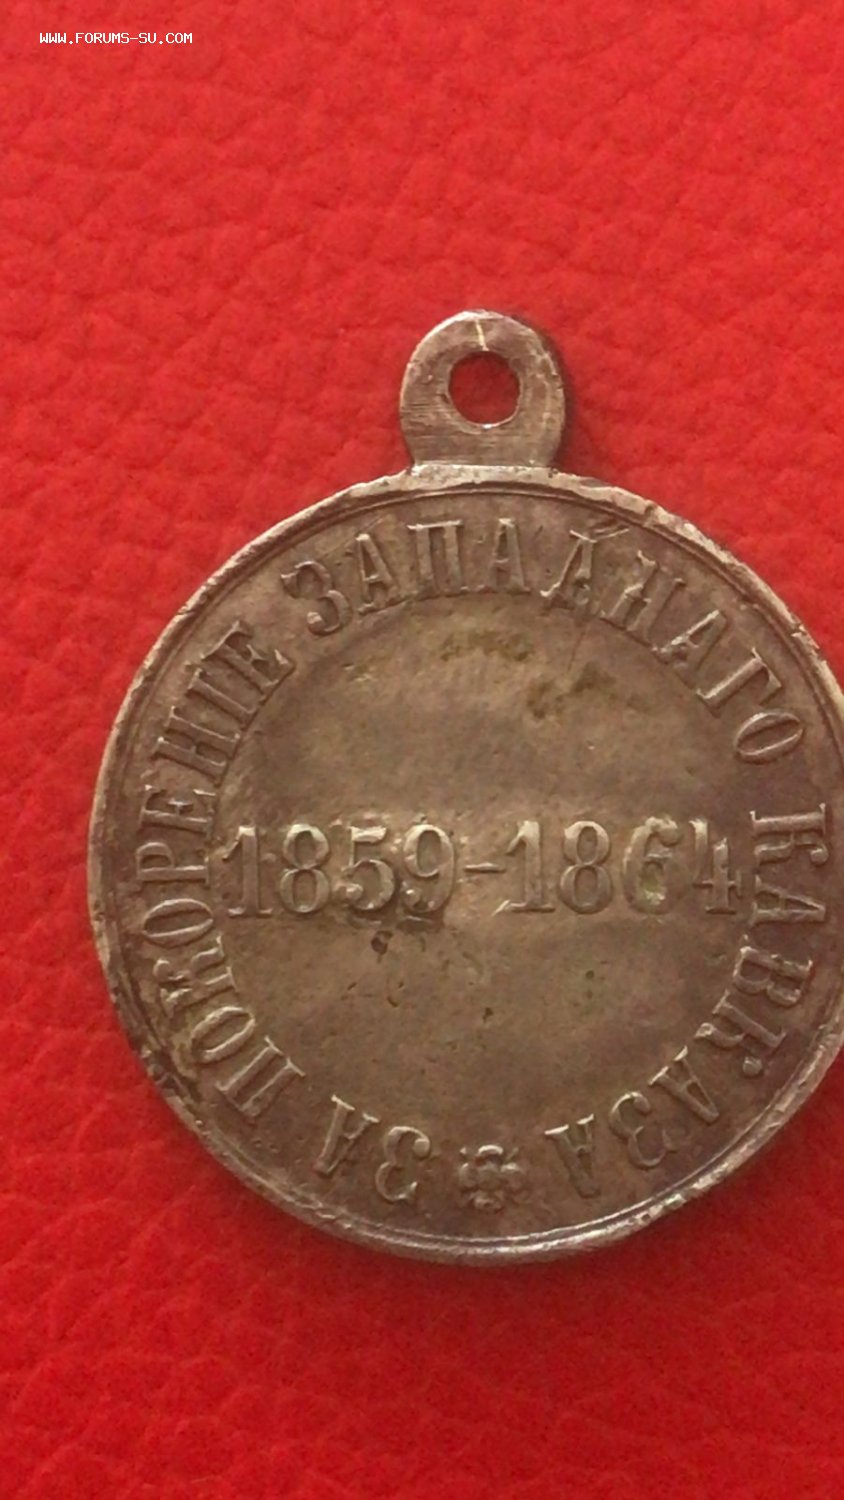 WWW.FORUMS-SU.COM
ЗА ПОКОРЕНІЕ ЗАПАДНАГО КАВКАЗА
1859-1864